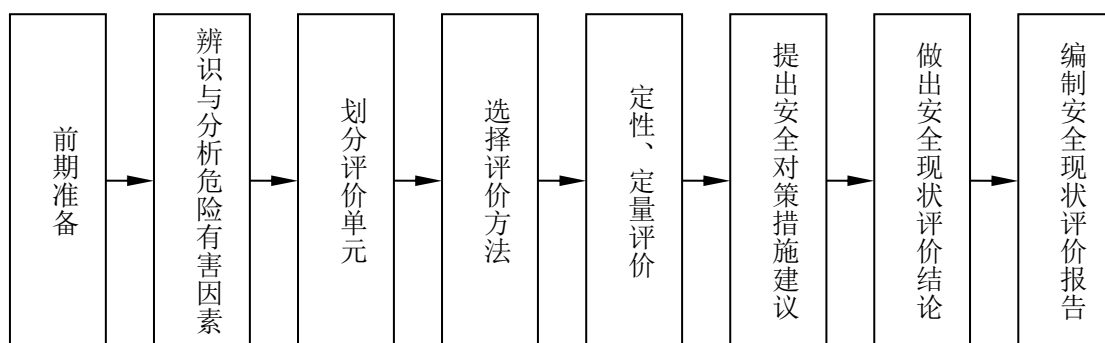 前期准备
辨识与分析危险有害因素
划分评价单元
选择评价方法
定性、定量评价
提出安全对策措施建议
做出安全现状评价结论
编制安全现状评价报告